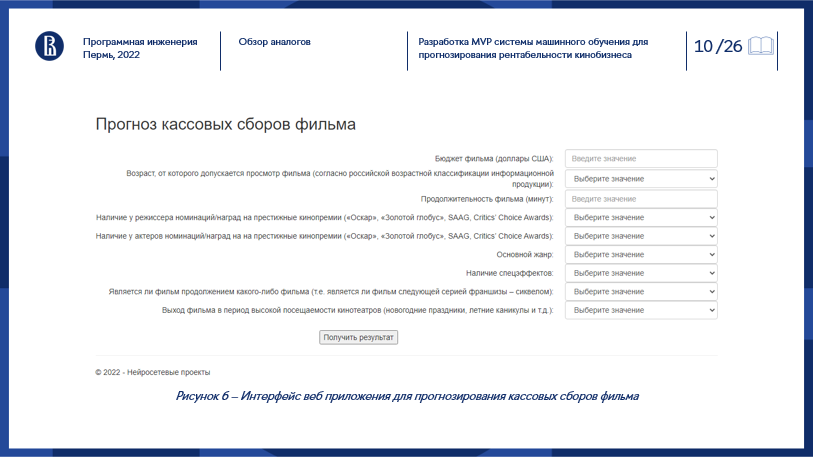 Программная инженерия
Пермь, 2022
Обзор аналогов
Разработка MVP системы машинного обучения для
прогнозирования рентабельности кинобизнеса
10 /26
Прогноз кассовых сборов фильма
Бюджет фильма (доллары США):
Введите значение
Возраст, от которого допускается просмотр фильма (согласно российской возрастной классификации информационной
продукции):
Выберите значение
Продолжительность фильма (минут):
Введите значение
Наличие у режиссера номинаций/наград на престижные кинопремии («Оскар», «Золотой глобус», SAAG, Critics' Choice Awards):
Выберите значение
Наличие у актеров номинаций/наград на на престижные кинопремии («Оскар», «Золотой глобус», SAAG, Critics' Choice Awards):
Выберите значение
Основной жанр:
Выберите значение
Наличие спецэффектов:
Выберите значение
Является ли фильм продолжением какого-либо фильма (т.е. является ли фильм следующей серией франшизы – сиквелом):
Выберите значение
Выход фильма в период высокой посещаемости кинотеатров (новогодние праздники, летние каникулы и т.д.):
Выберите значение
Получить результат
© 2022 - Нейросетевые проекты
Рисунок 6 – Интерфейс веб приложения для прогнозирования кассовых сборов фильма